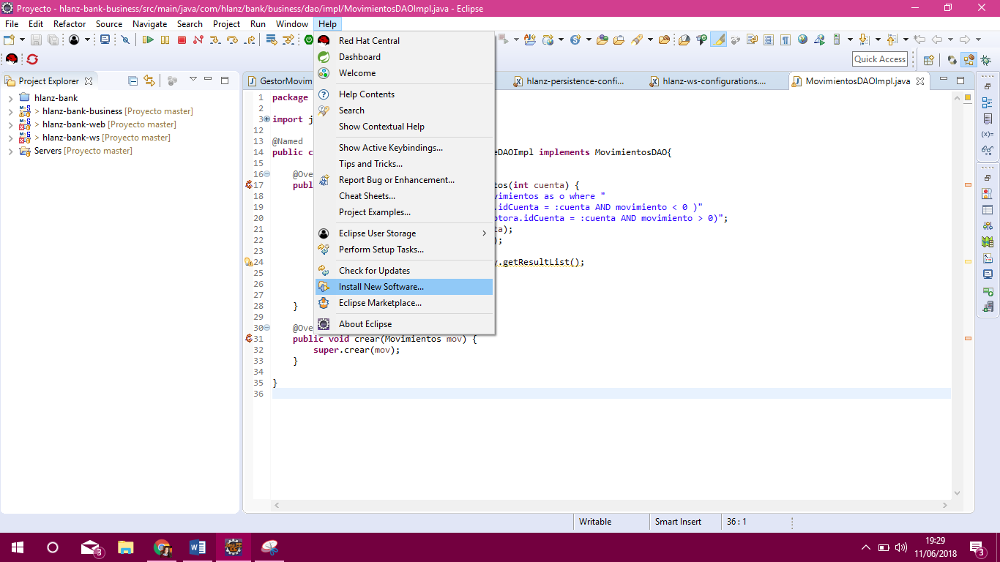 Proyecto - hlanz-bank-business/src/main/java/com/hlanz/bank/business/dao/impl/MovimientosDAOImpl.java - Eclipse
File Edit Refactor Source Navigate Search Project Run Window Help
Quick Access
Red Hat Central
Dashboard
Welcome
Help Contents
Search
Show Contextual Help
Show Active Keybindings...
Tips and Tricks...
Report Bug or Enhancement...
Cheat Sheets...
Project Examples...
Eclipse User Storage
Perform Setup Tasks...
Check for Updates
Install New Software...
Eclipse Marketplace...
About Eclipse
Project Explorer
hlanz-bank
> hlanz-bank-business [Proyecto master]
> hlanz-bank-web [Proyecto master]
> hlanz-bank-ws [Proyecto master]
Servers [Proyecto master]
GestorMovim
hlanz-persistence-confi...
hlanz-ws-configurations....
MovimientosDAOImpl.java
1 package
2
3 import j
12
13 @Named
14 public c eDAOImpl implements MovimientosDAO{
15
16 @Ove
17 publ tos(int cuenta) {
18 vimientos as o where "
19 .idCuenta = :cuenta AND movimiento < 0 )"
20 ptora.idCuenta = :cuenta AND movimiento > 0)";
21 ta);
22 );
23
24 y.getResultList();
25
26
27
28 }
29
30 @Ove
31 public void crear(Movimientos mov) {
32 super.crear(mov);
33 }
34
35 }
36
Writable Smart Insert 36 : 1
3
19:29
11/06/2018
3